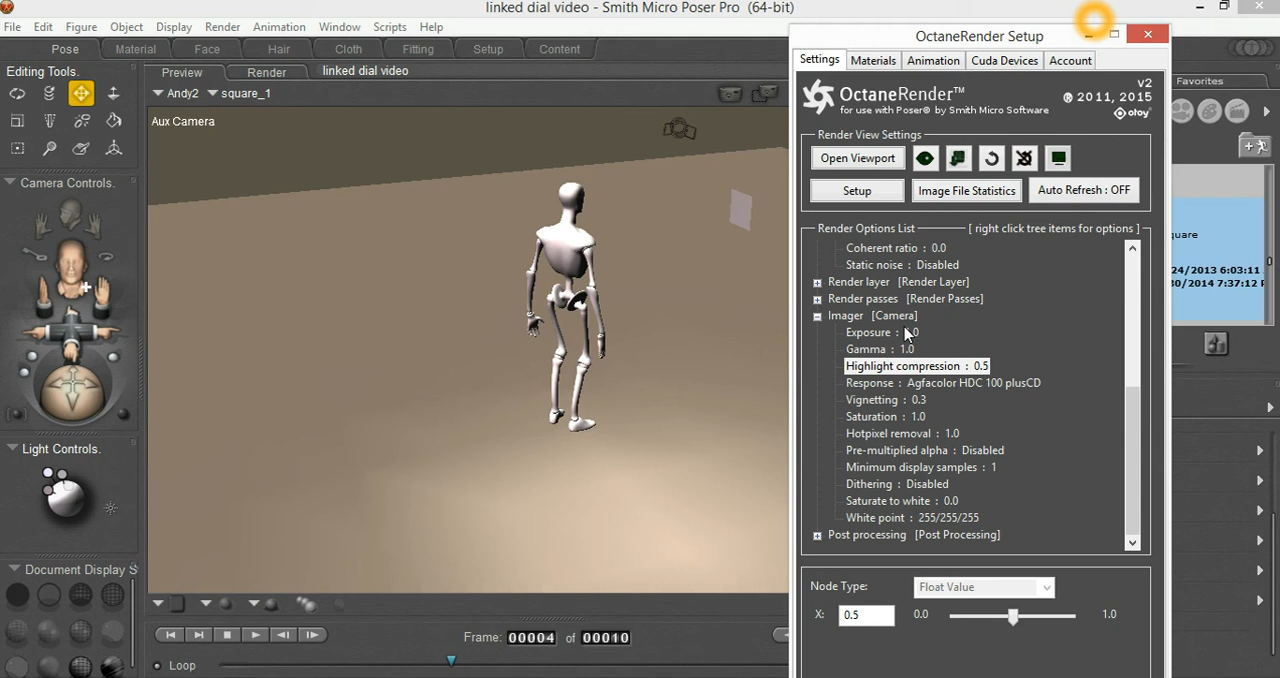 linked dial video - Smith Micro Poser Pro (64-bit)
File Edit Figure Object Display Render Animation Window Scripts Help
Pose Material Face Hair Cloth Fitting Setup Content
Editing Tools.
Preview Render linked dial video
Andy2 square_1
Aux Camera
Camera Controls.
Light Controls.
Document Display S
Loop
Frame: 00004 of 00010
OctaneRender Setup
Settings Materials Animation Cuda Devices Account
OctaneRender™ v2
for use with Poser® by Smith Micro Software
® 2011, 2015
otoy
Render View Settings
Open Viewport
Setup Image File Statistics Auto Refresh : OFF
Render Options List [ right click tree items for options ]
Coherent ratio : 0.0
Static noise : Disabled
Render layer [Render Layer]
Render passes [Render Passes]
Imager [Camera]
Exposure : .0
Gamma : 1.0
Highlight compression : 0.5
Response : Agfacolor HDC 100 plusCD
Vignetting : 0.3
Saturation : 1.0
Hotpixel removal : 1.0
Pre-multiplied alpha : Disabled
Minimum display samples : 1
Dithering : Disabled
Saturate to white : 0.0
White point : 255/255/255
Post processing [Post Processing]
Node Type: Float Value
X: 0.5 0.0 1.0
Favorites
quare
24/2013 6:03:11
30/2014 7:37:12 P